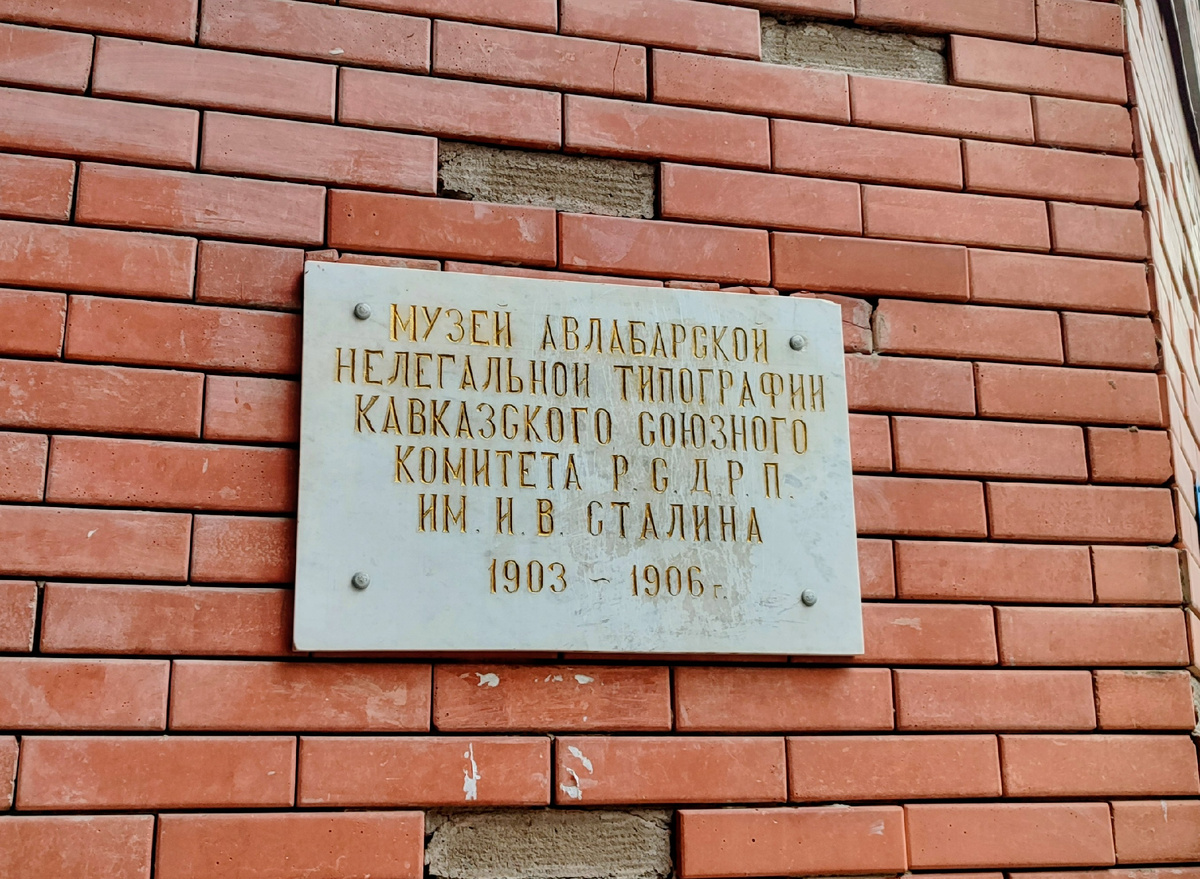 МУЗЕЙ АВЛАБАРСКОЙ
НЕЛЕГАЛЬНОЙ ТИПОГРАФИИ
КАВКАЗСКОГО СОЮЗНОГО
КОМИТЕТА Р.С.Д.Р.П.
ИМ. И.В. СТАЛИНА
1903 ~ 1906 г.